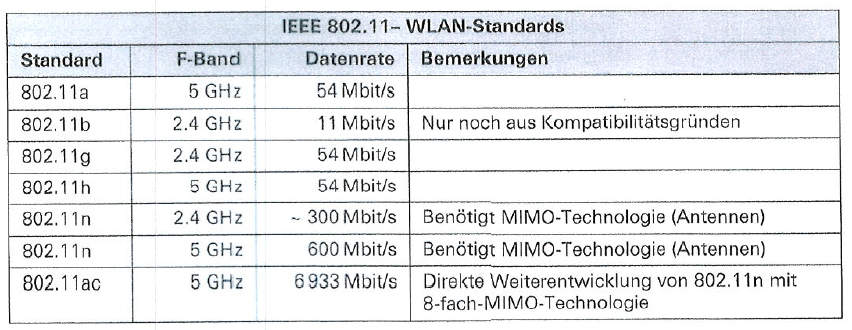 IEEE 802.11– WLAN-Standards
Standard F-Band Datenrate Bemerkungen
802.11a 5 GHz 54 Mbit/s
802.11b 2.4 GHz 11 Mbit/s Nur noch aus Kompatibilitätsgründen
802.11g 2.4 GHz 54 Mbit/s
802.11h 5 GHz 54 Mbit/s
802.11n 2.4 GHz ~ 300 Mbit/s Benötigt MIMO-Technologie (Antennen)
802.11n 5 GHz 600 Mbit/s Benötigt MIMO-Technologie (Antennen)
802.11ac 5 GHz 6933 Mbit/s Direkte Weiterentwicklung von 802.11n mit
8-fach-MIMO-Technologie